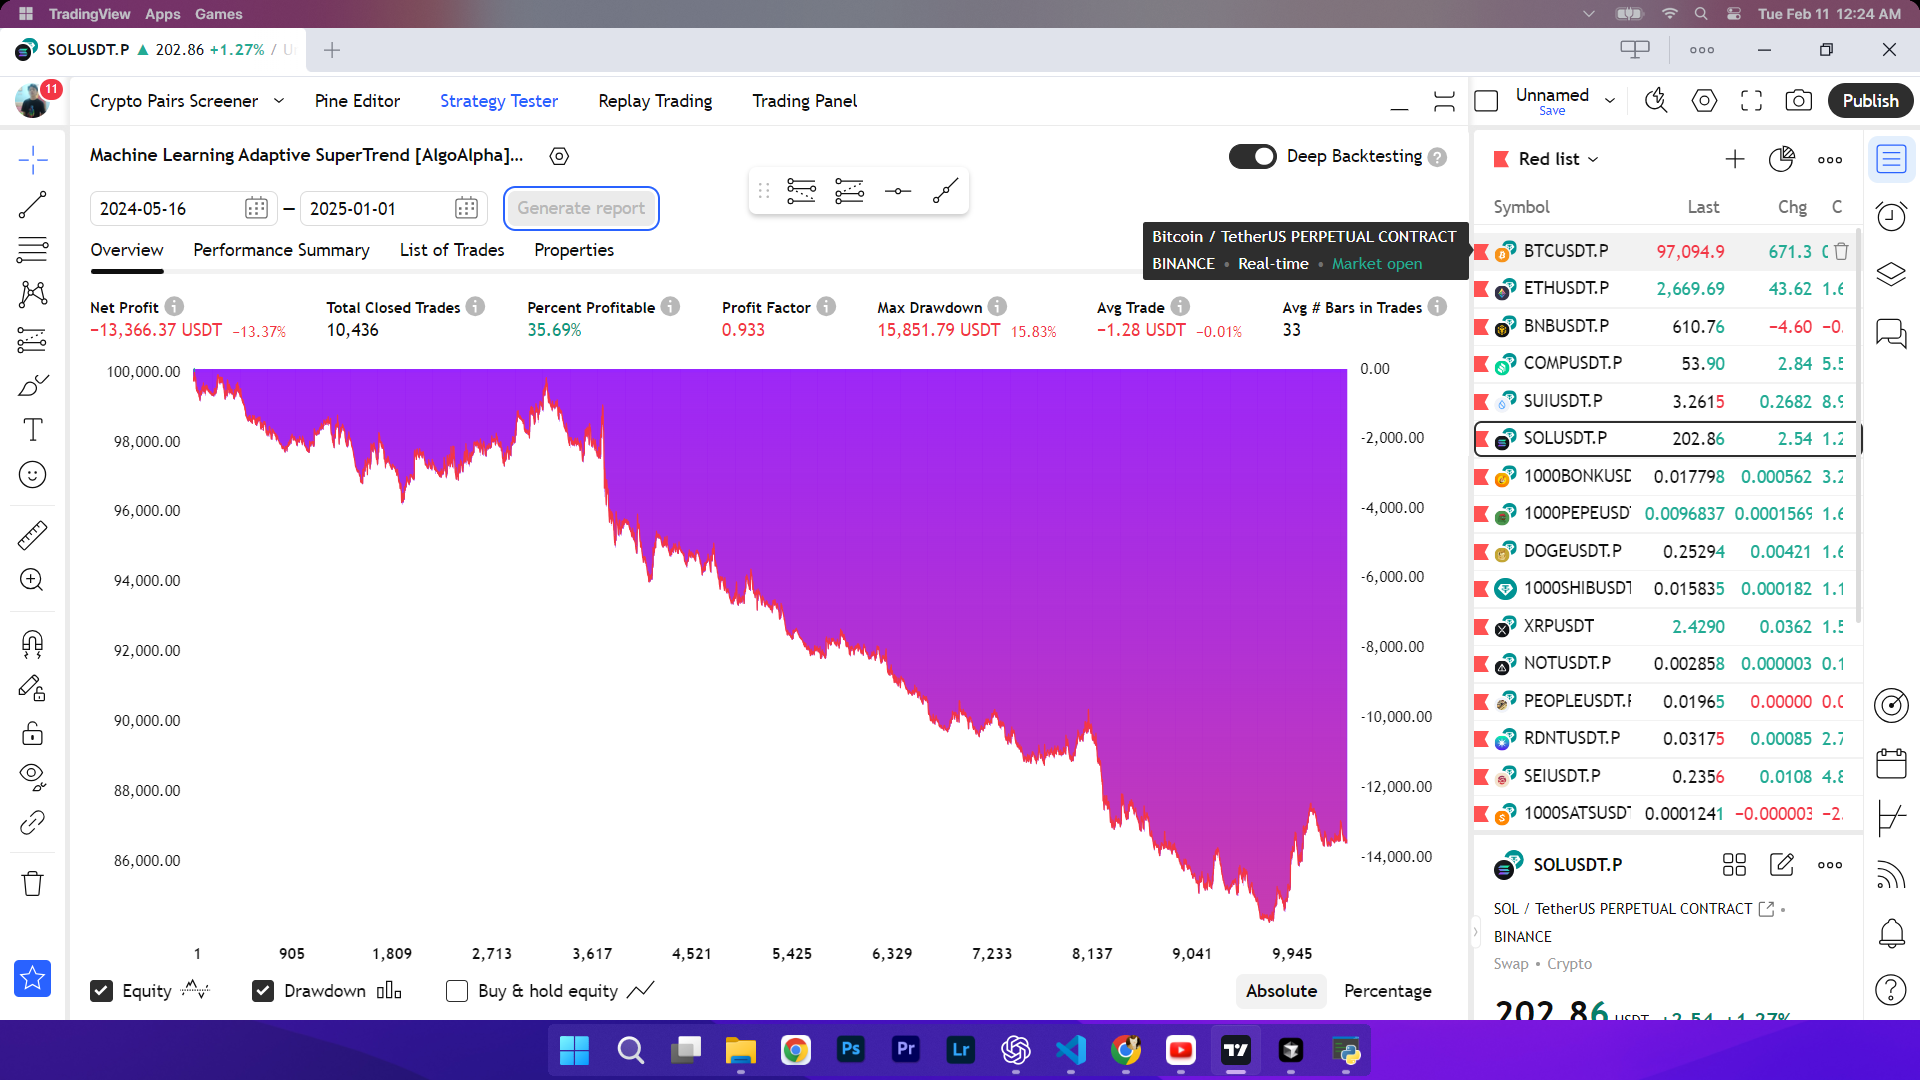 TradingView Apps Games
Tue Feb 11 12:24 AM
SOLUSDT.P ▲ 202.86 +1.27% /
11
Crypto Pairs Screener Pine Editor Strategy Tester Replay Trading Trading Panel
Unnamed
Save
Publish
Machine Learning Adaptive SuperTrend [AlgoAlpha]...
Deep Backtesting
2024-05-16 — 2025-01-01 Generate report
Overview Performance Summary List of Trades Properties
Bitcoin / TetherUS PERPETUAL CONTRACT
BINANCE • Real-time • Market open
Net Profit Total Closed Trades Percent Profitable Profit Factor Max Drawdown Avg Trade Avg # Bars in Trades
−13,366.37 USDT −13.37% 10,436 35.69% 0.933 15,851.79 USDT 15.83% −1.28 USDT −0.01% 33
100,000.00 0.00
98,000.00 -2,000.00
96,000.00 -4,000.00
94,000.00 -6,000.00
92,000.00 -8,000.00
90,000.00 -10,000.00
88,000.00 -12,000.00
86,000.00 -14,000.00
1 905 1,809 2,713 3,617 4,521 5,425 6,329 7,233 8,137 9,041 9,945
Equity Drawdown Buy & hold equity Absolute Percentage
Red list
Symbol Last Chg C
BTCUSDT.P 97,094.9 671.3
ETHUSDT.P 2,669.69 43.62 1.6
BNBUSDT.P 610.76 −4.60 −0.
COMPUSDT.P 53.90 2.84 5.5
SUIUSDT.P 3.2615 0.2682 8.9
SOLUSDT.P 202.86 2.54 1.2
1000BONKUSD 0.017798 0.000562 3.2
1000PEPEUSDT 0.0096837 0.0001569 1.6
DOGEUSDT.P 0.25294 0.00421 1.6
1000SHIBUSDT 0.015835 0.000182 1.1
XRPUSDT 2.4290 0.0362 1.5
NOTUSDT.P 0.002858 0.000003 0.1
PEOPLEUSDT.P 0.01965 0.00000 0.0
RDNTUSDT.P 0.03175 0.00085 2.7
SEIUSDT.P 0.2356 0.0108 4.8
1000SATSUSDT 0.0001241 −0.000003 −2.
SOLUSDT.P
SOL / TetherUS PERPETUAL CONTRACT •
BINANCE
Swap • Crypto
202.86 USDT +2.54 +1.27%
Ps Pr Lr